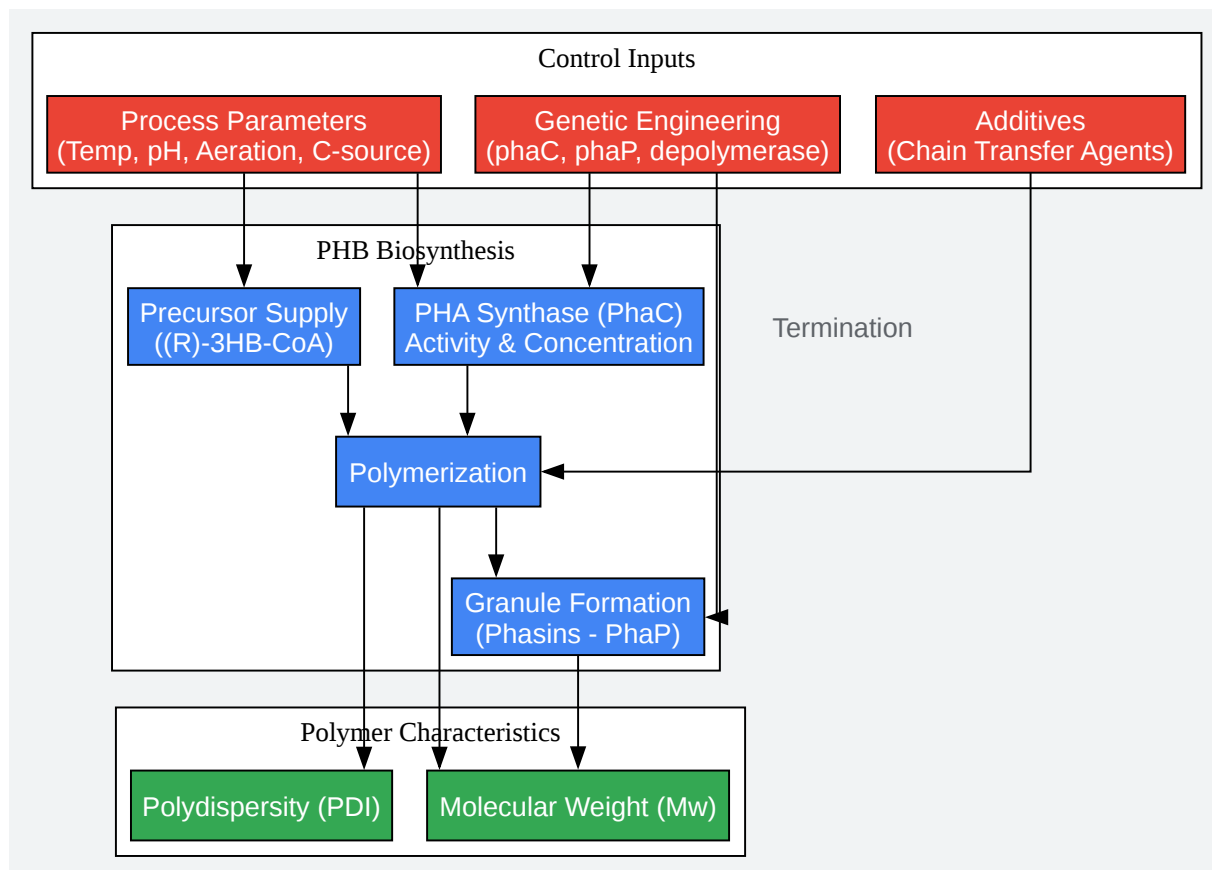 Control Inputs
Process Parameters
(Temp, pH, Aeration, C-source)
Genetic Engineering
(phaC, phaP, depolymerase)
Additives
(Chain Transfer Agents)
PHB Biosynthesis
Precursor Supply
((R)-3HB-CoA)
PHA Synthase (PhaC)
Activity & Concentration
Termination
Polymerization
Granule Formation
(Phasins - PhaP)
Polymer Characteristics
Polydispersity (PDI)
Molecular Weight (Mw)